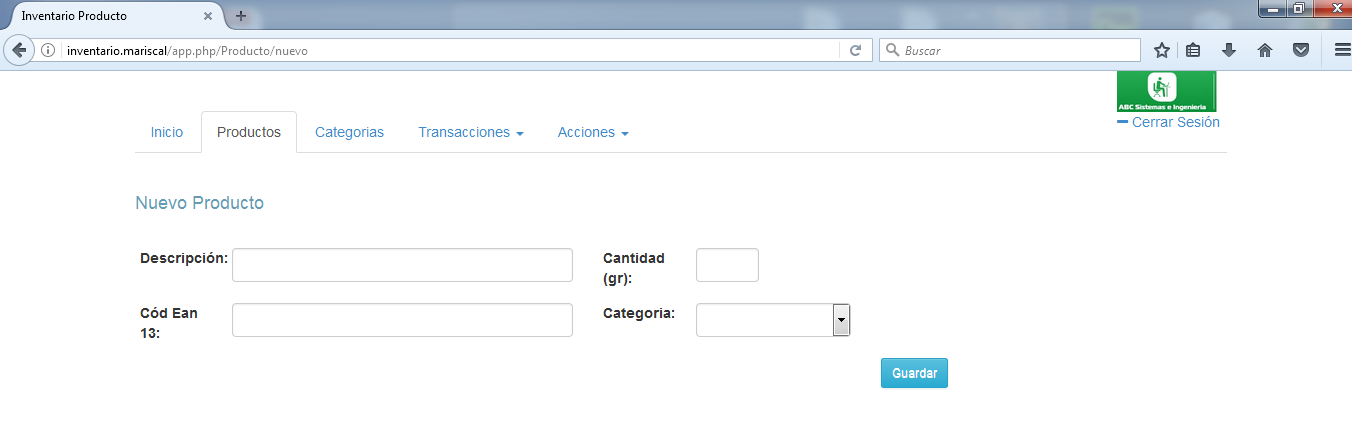 Inventario Producto
inventario.mariscal/app.php/Producto/nuevo
Buscar
ABC Sistemas e Ingenieria
Cerrar Sesión
Inicio Productos Categorias Transacciones Acciones
Nuevo Producto
Descripción: Cantidad
(gr):
Cód Ean Categoria:
13:
Guardar